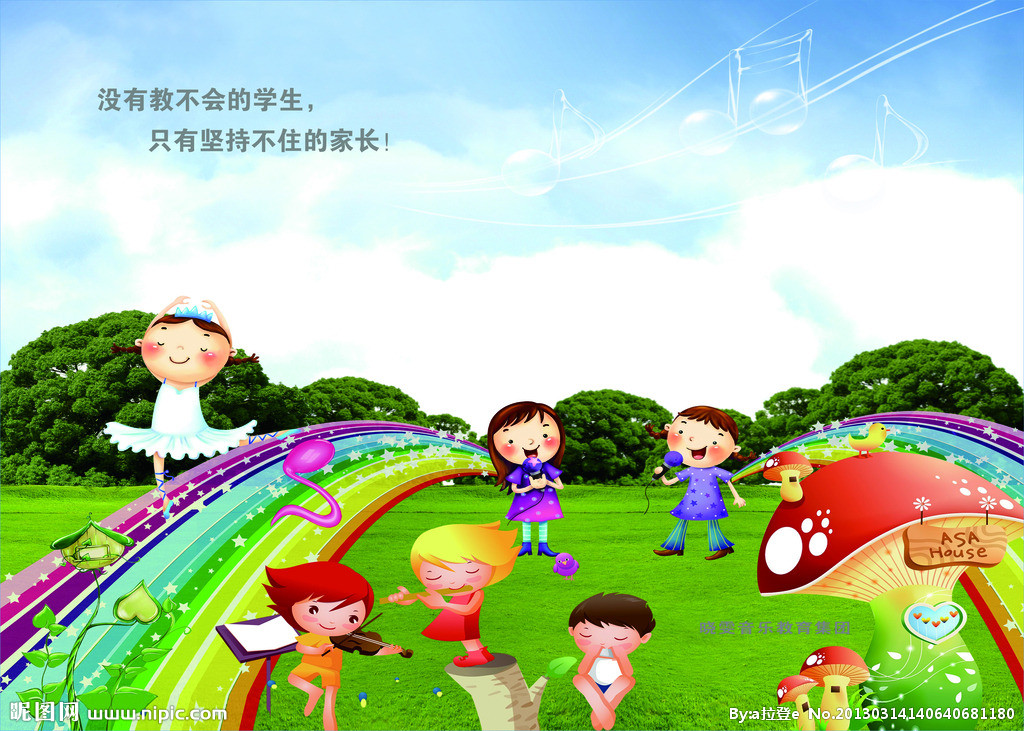 没有教不会的学生，
只有坚持不住的家长！
ASA
House
音乐教育集团
昵图网 www.nipic.com
By:a拉登e No.20130314140640681180